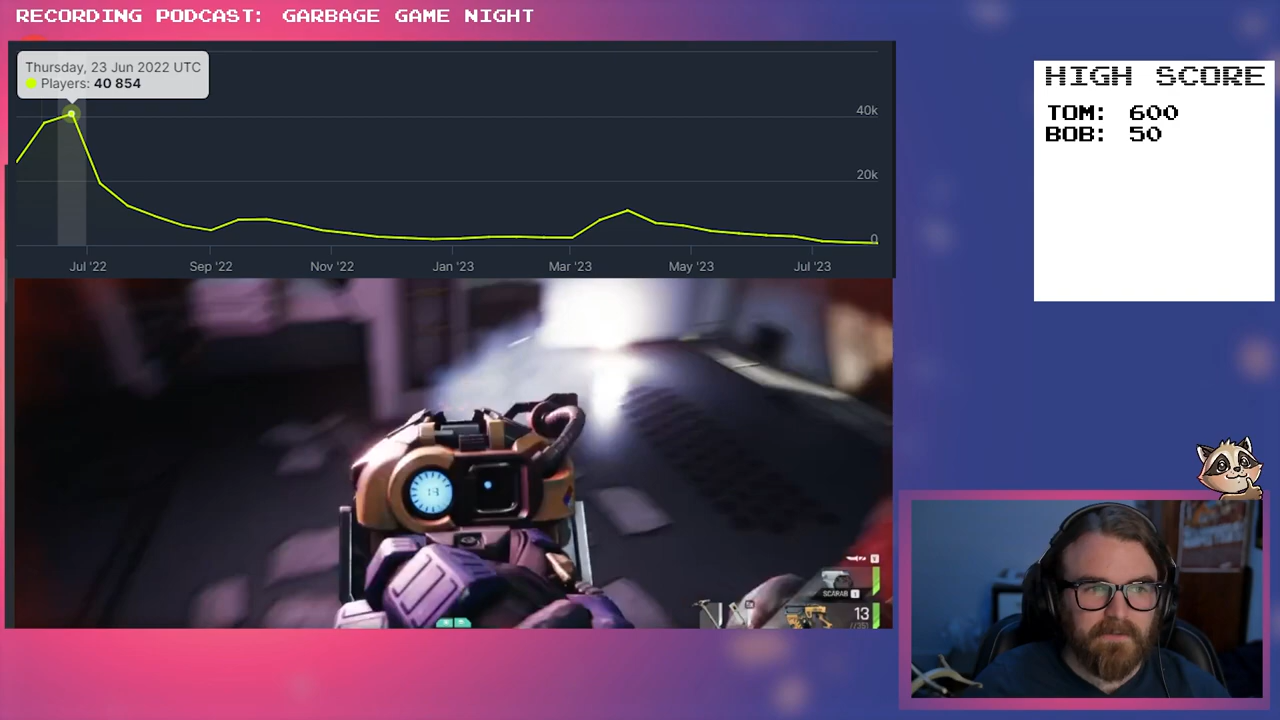 RECORDING PODCAST: GARBAGE GAME NIGHT
Thursday, 23 Jun 2022 UTC
Players: 40 854
40k
20k
0
Jul '22 Sep '22 Nov '22 Jan '23 Mar '23 May '23 Jul '23
HIGH SCORE
TOM: 600
BOB: 50
SCARAB
13